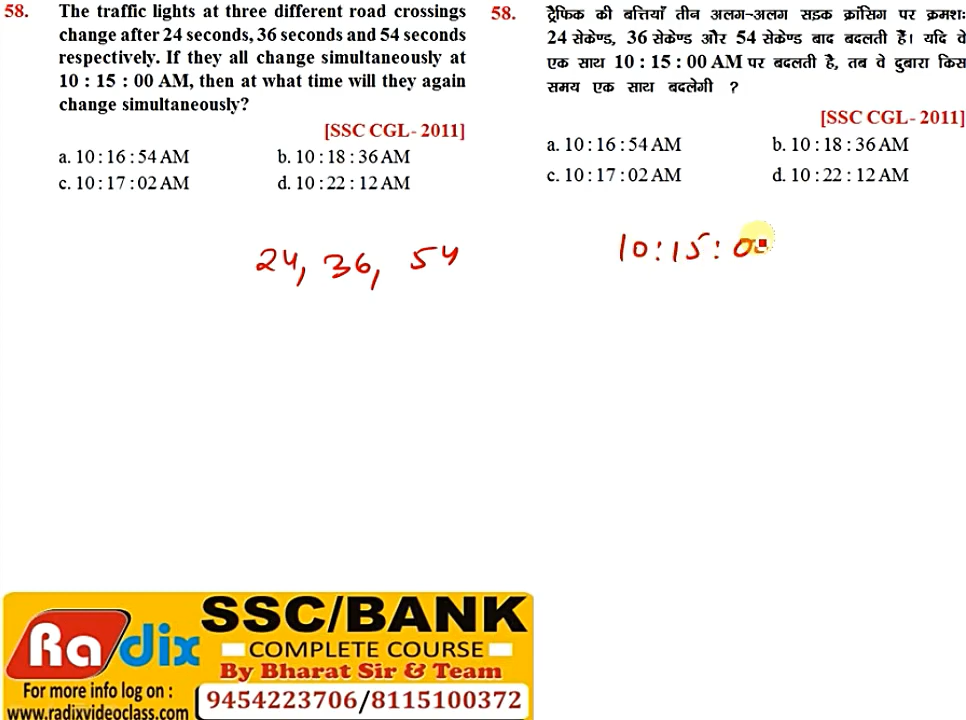 58. The traffic lights at three different road crossings
change after 24 seconds, 36 seconds and 54 seconds
respectively. If they all change simultaneously at
10 : 15 : 00 AM, then at what time will they again
change simultaneously?
[SSC CGL- 2011]
a. 10 : 16 : 54 AM b. 10 : 18 : 36 AM
c. 10 : 17 : 02 AM d. 10 : 22 : 12 AM
58. ट्रैफिक की बत्तियाँ तीन अलग-अलग सड़क क्रांसिग पर क्रमशः
24 सेकेण्ड, 36 सेकेण्ड और 54 सेकेण्ड बाद बदलती हैं। यदि वे
एक साथ 10 : 15 : 00 AM पर बदलती है, तब वे दुबारा किस
समय एक साथ बदलेगी ?
[SSC CGL- 2011]
a. 10 : 16 : 54 AM b. 10 : 18 : 36 AM
c. 10 : 17 : 02 AM d. 10 : 22 : 12 AM
24, 36, 54
10 : 15 : 00
Radix
For more info log on :
www.radixvideoclass.com
SSC/BANK
COMPLETE COURSE
By Bharat Sir & Team
9454223706/8115100372